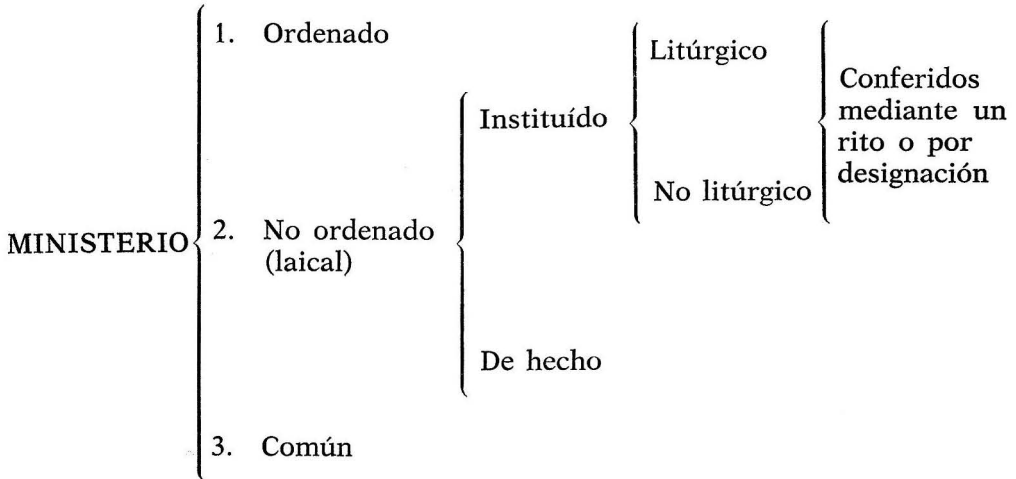 1. Ordenado
Litúrgico
Conferidos
mediante un
rito o por
designación
Instituído
No litúrgico
MINISTERIO
2. No ordenado
(laical)
De hecho
3. Común